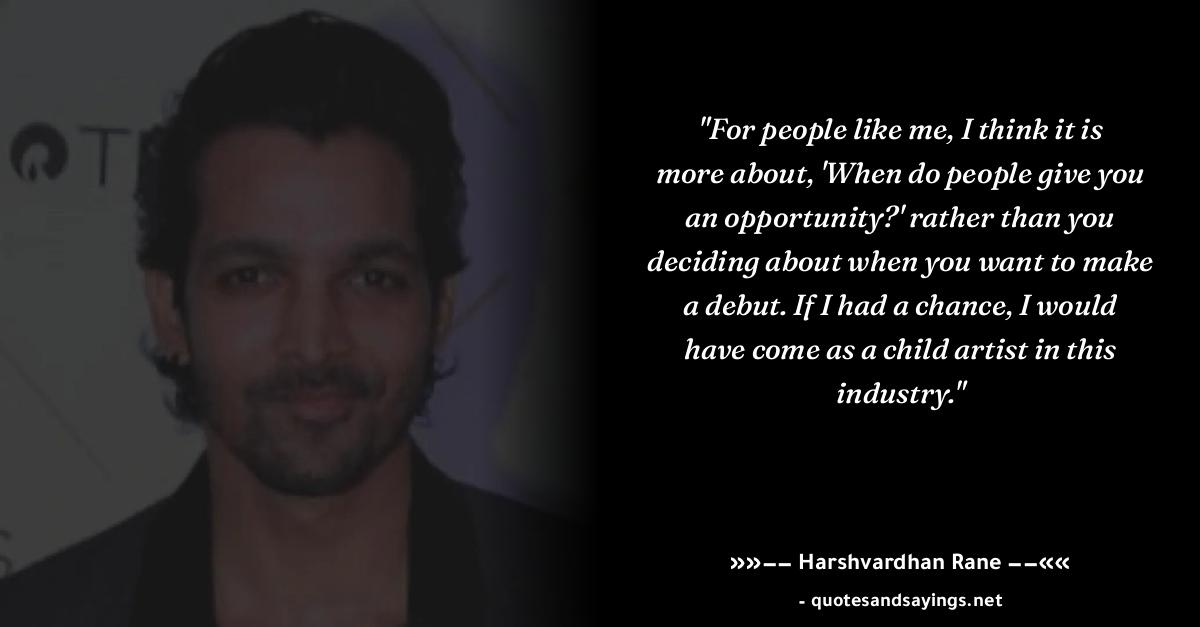 T
"For people like me, I think it is
more about, 'When do people give you
an opportunity?' rather than you
deciding about when you want to make
a debut. If I had a chance, I would
have come as a child artist in this
industry."
»»–– Harshvardhan Rane ––««
- quotesandsayings.net